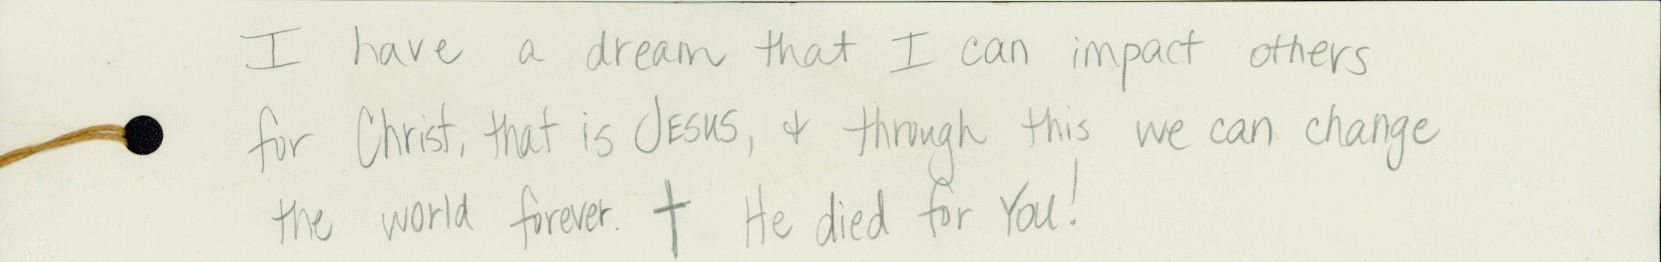 I have a dream that I can impact others
for Christ, that is JESUS, & through this we can change
the world forever. † He died for You!